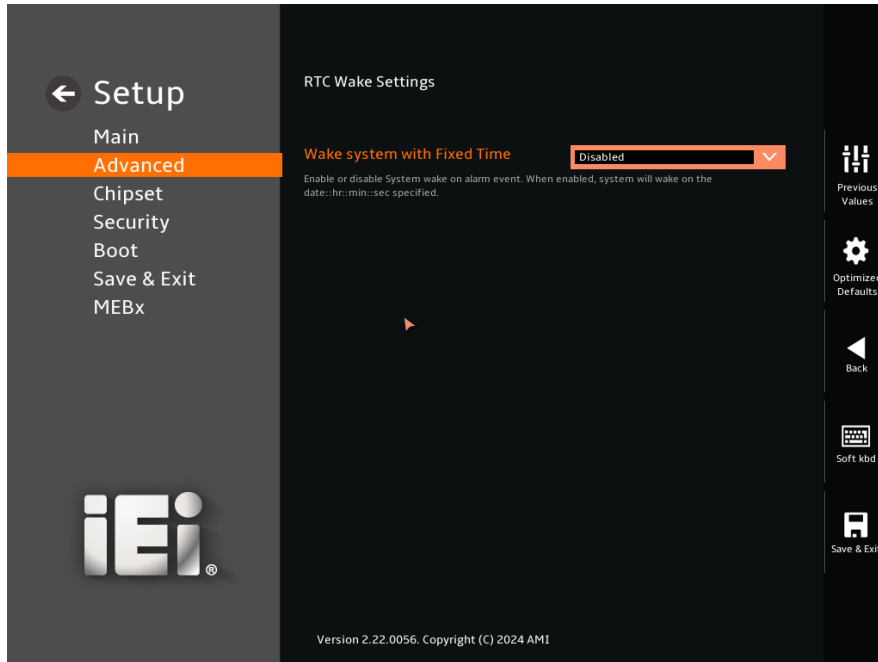 Setup
Main
Advanced
Chipset
Security
Boot
Save & Exit
MEBx
iEi®
RTC Wake Settings
Wake system with Fixed Time
Disabled
Enable or disable System wake on alarm event. When enabled, system will wake on the
date::hr::min::sec specified.
Previous
Values
Optimized
Defaults
Back
Soft kbd
Save & Exi
Version 2.22.0056. Copyright (C) 2024 AMI